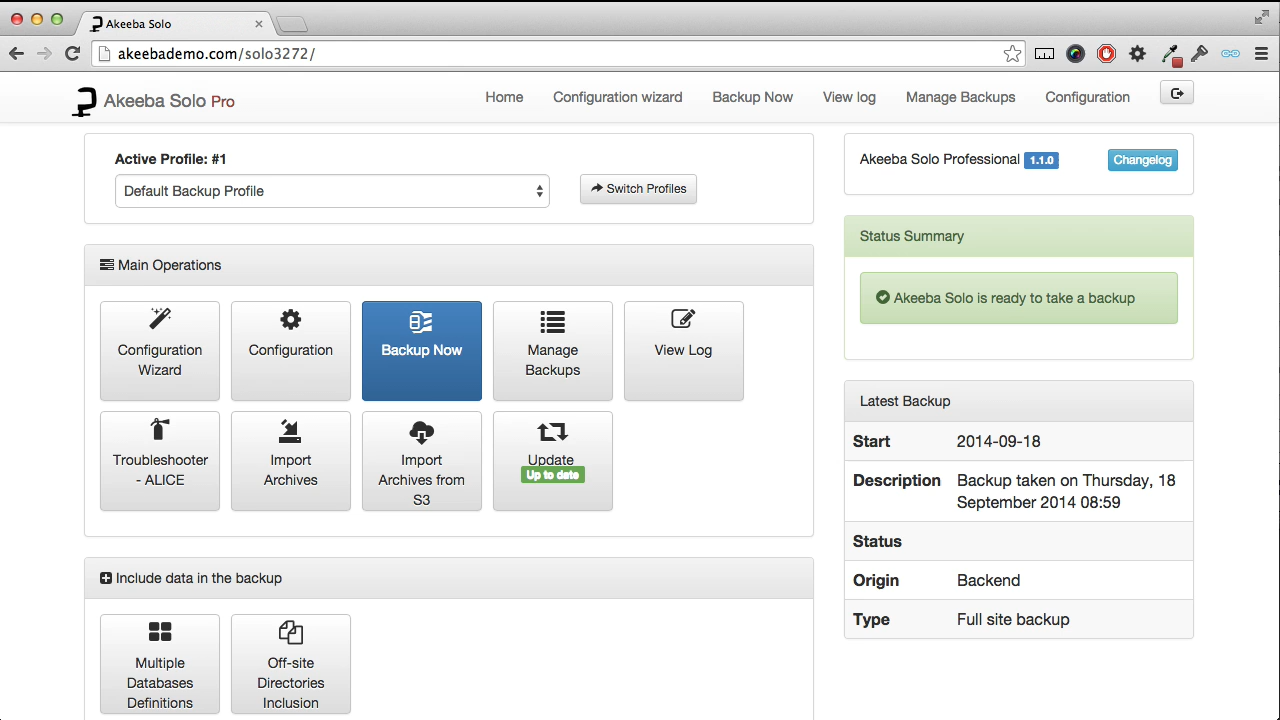 Akeeba Solo
akeebademo.com/solo3272/
Akeeba Solo Pro
Home Configuration wizard Backup Now View log Manage Backups Configuration
Active Profile: #1
Default Backup Profile
Switch Profiles
Main Operations
Configuration
Wizard
Configuration
Backup Now
Manage
Backups
View Log
Troubleshooter
- ALICE
Import
Archives
Import
Archives from
S3
Update
Up to date
Include data in the backup
Multiple
Databases
Definitions
Off-site
Directories
Inclusion
Akeeba Solo Professional 1.1.0 Changelog
Status Summary
Akeeba Solo is ready to take a backup
Latest Backup
Start 2014-09-18
Description Backup taken on Thursday, 18
September 2014 08:59
Status
Origin Backend
Type Full site backup